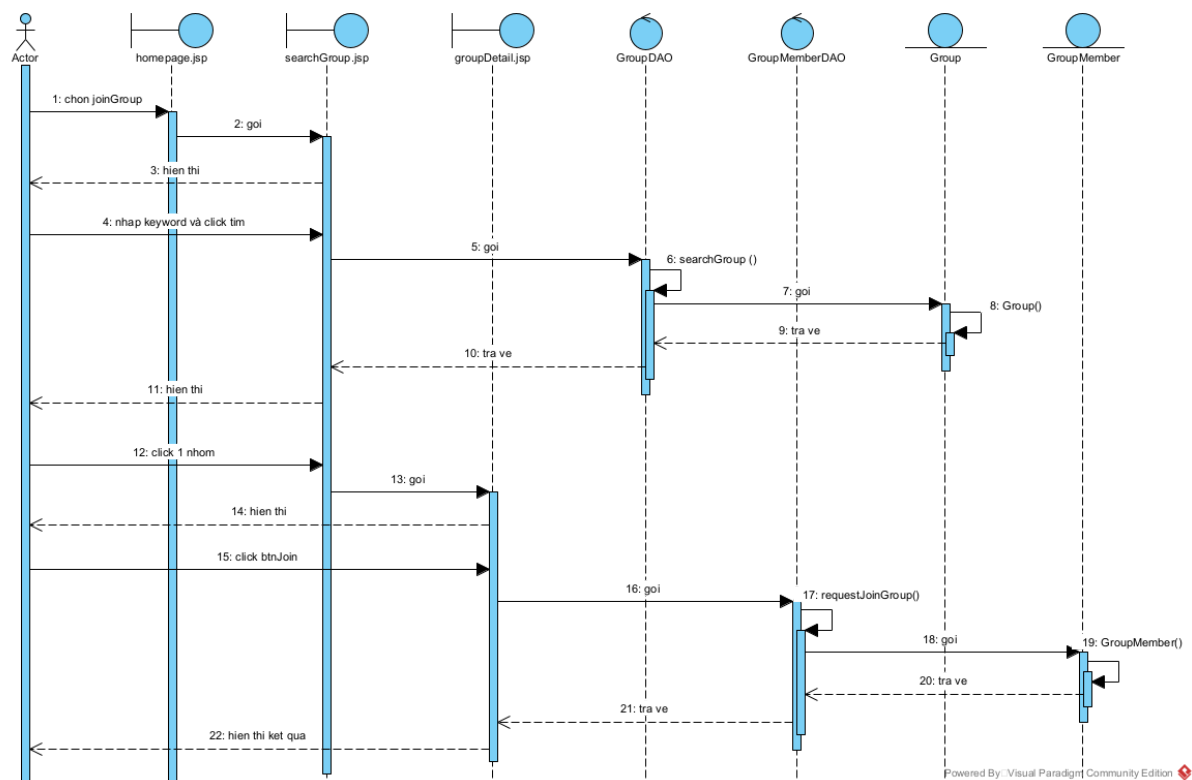 Actor
homepage.jsp
searchGroup.jsp
groupDetail.jsp
GroupDAO
GroupMemberDAO
Group
GroupMember
1: chon joinGroup
2: goi
3: hien thi
4: nhap keyword và click tim
5: goi
6: searchGroup ()
7: goi
8: Group()
9: tra ve
10: tra ve
11: hien thi
12: click 1 nhom
13: goi
14: hien thi
15: click btnJoin
16: goi
17: requestJoinGroup()
18: goi
19: GroupMember()
20: tra ve
21: tra ve
22: hien thi ket qua
Powered By Visual Paradigm Community Edition